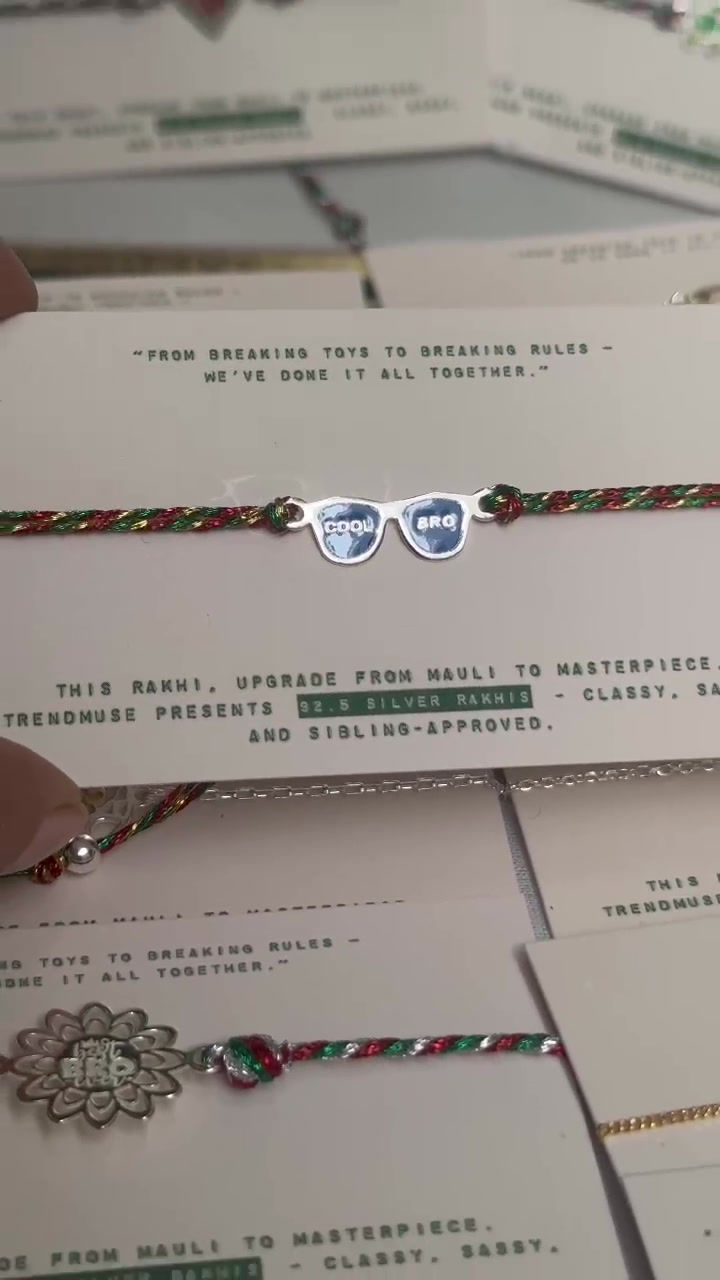 "FROM BREAKING TOYS TO BREAKING RULES –
WE'VE DONE IT ALL TOGETHER."
COOL BRO
THIS RAKHI, UPGRADE FROM MAULI TO MASTERPIECE.
TRENDMUSE PRESENTS 92.5 SILVER RAKHIS – CLASSY, SA
AND SIBLING-APPROVED.
THIS
TRENDMUSE
TOYS TO BREAKING RULES –
IT ALL TOGETHER."
BRO
FROM MAULI TO MASTERPIECE.
– CLASSY, SASSY,